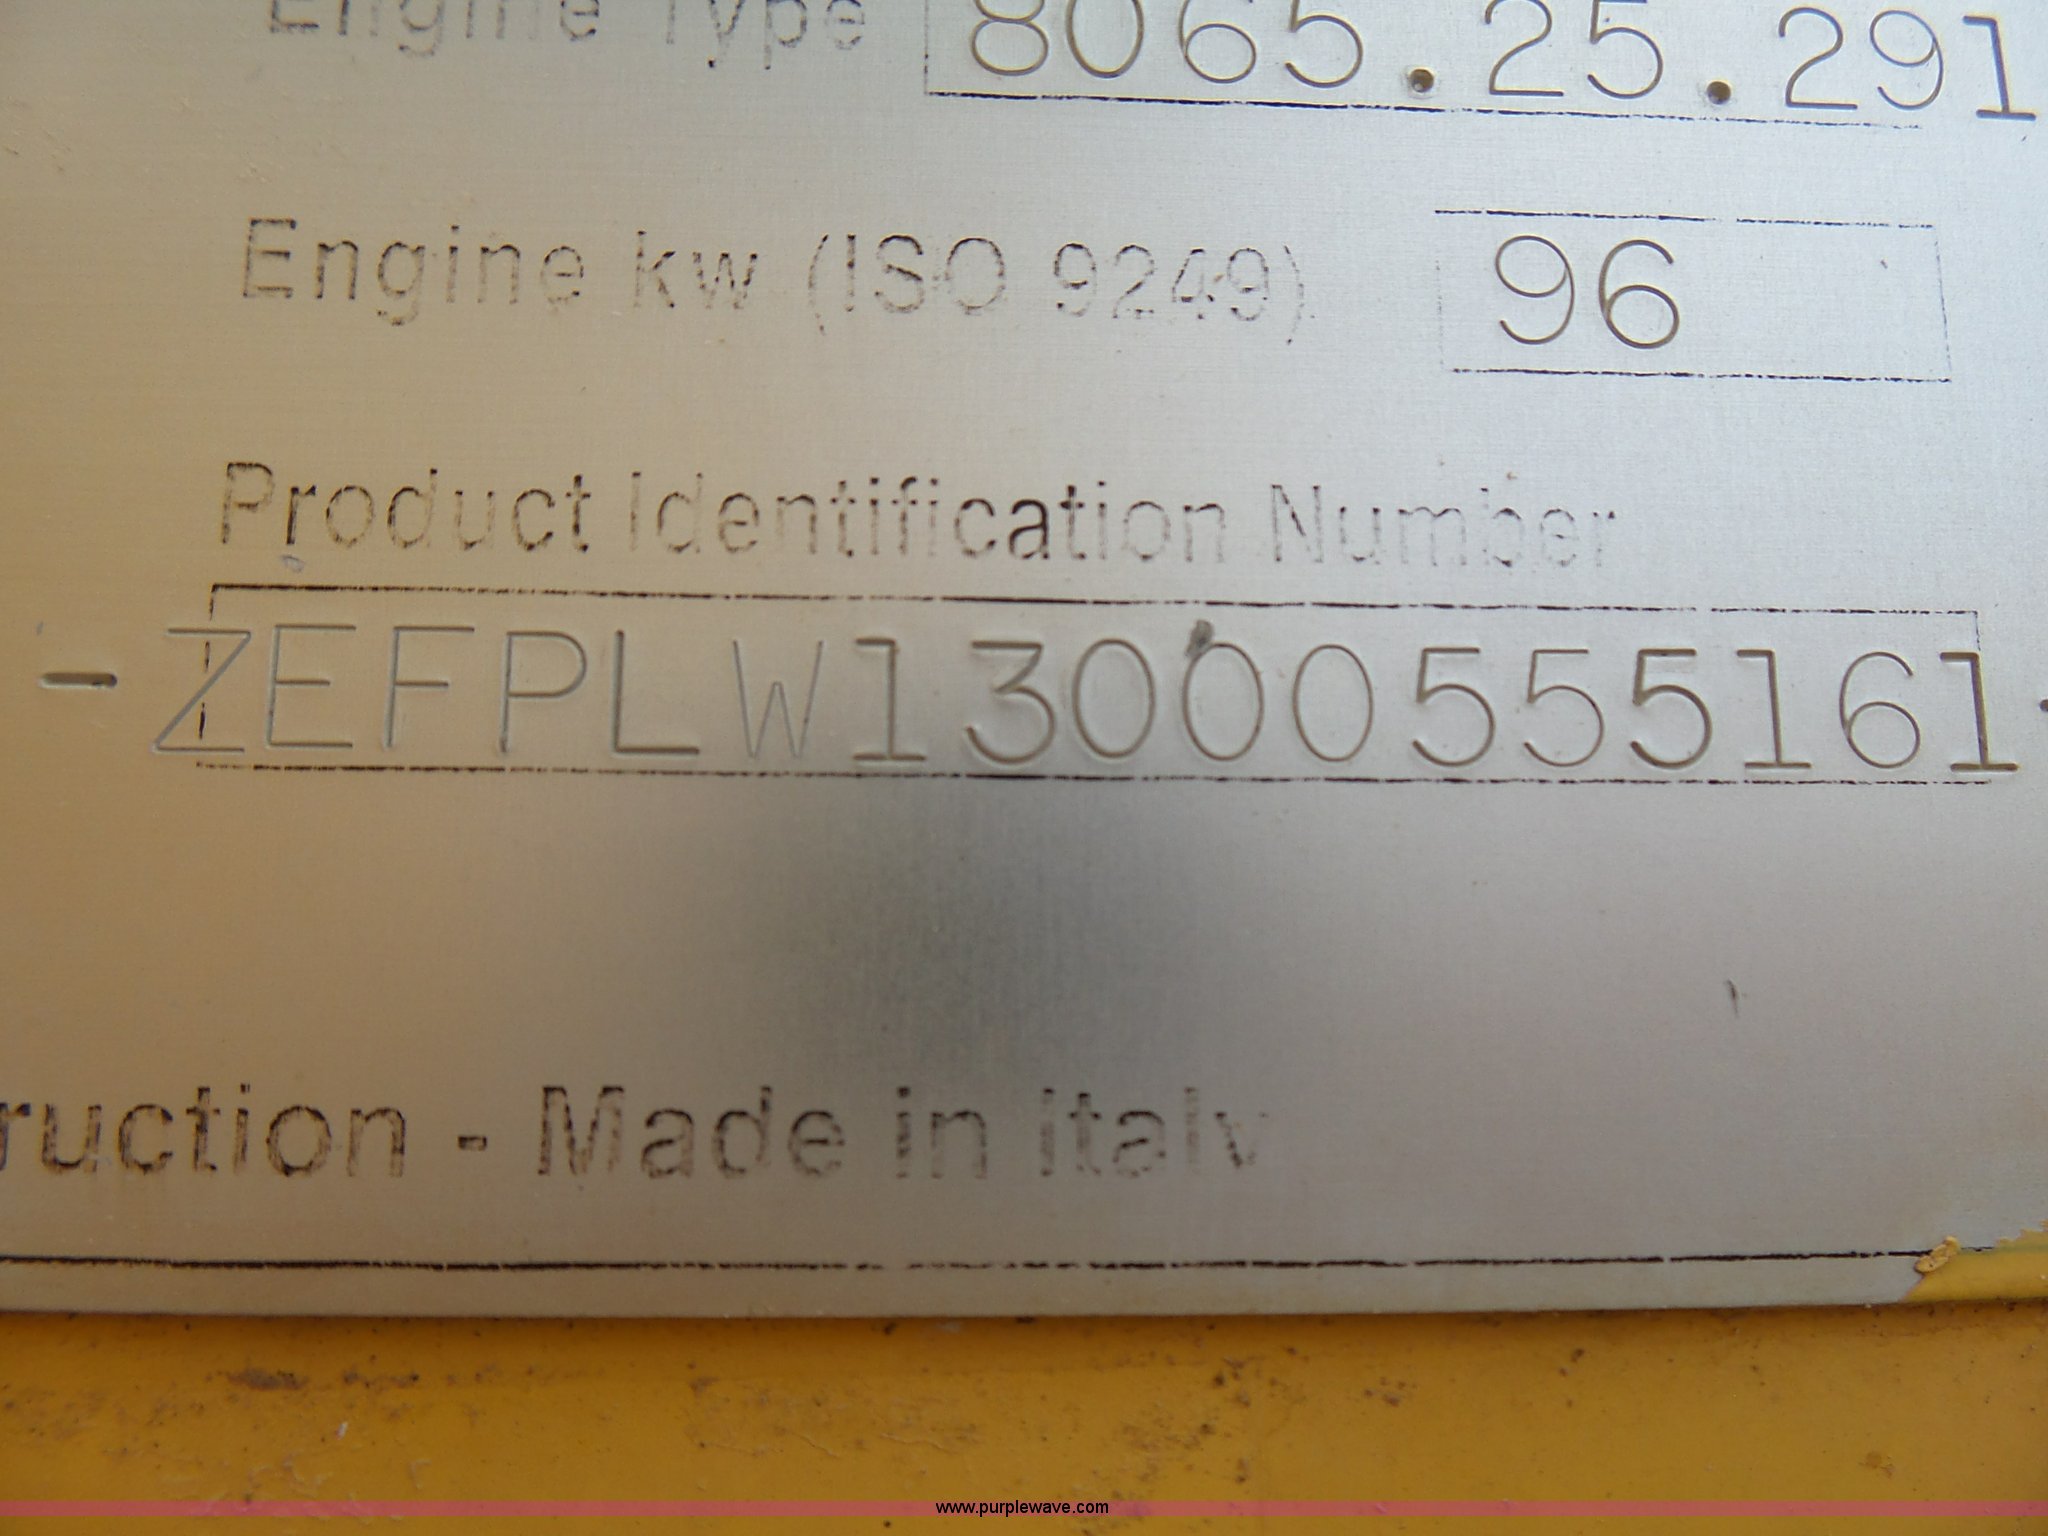 Engine Type 8065.25.291
Engine kw (ISO 9249) 96
Product Identification Number
-ZEFPLW13000555161-
ruction - Made in Italy
www.purplewave.com